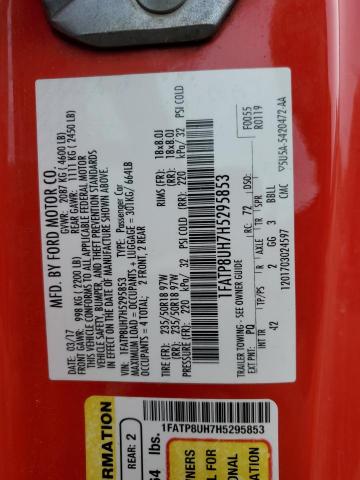 MFD. BY FORD MOTOR CO.
03/17 GVWR: 2087 KG (4600 LB)
FRONT GAWR: 998 KG (2200 LB) REAR GAWR: 1111 KG (2450 LB)
THIS VEHICLE CONFORMS TO ALL APPLICABLE FEDERAL MOTOR
VEHICLE SAFETY, BUMPER, AND THEFT PREVENTION STANDARDS
IN EFFECT ON THE DATE OF MANUFACTURE SHOWN ABOVE.
VIN: 1FATP8UH7H5295853 TYPE: Passenger Car
MAXIMUM LOAD = OCCUPANTS + LUGGAGE = 301KG/ 664LB
OCCUPANTS = 4 TOTAL; 2 FRONT, 2 REAR
TIRE (FR): 235/50R18 97W RIMS (FR): 18x8.0J
TIRE (RR): 235/50R18 97W (RR): 18x8.0J
PRESSURE (FR): 220 kPa/ 32 PSI COLD (RR): 220 kPa/ 32 PSI COLD
1FATP8UH7H5295853
TRAILER TOWING- SEE OWNER GUIDE
F0055
R0119
EXT PNT: PQ RC: 72 DSO:
INT TR TP/PS R AXLE TR SPR
42 2 GG 3 BBLL
CMC
1201703024597
5U5A-5420472-AA
1FATP8UH7H5295853
REAR: 2
lbs.